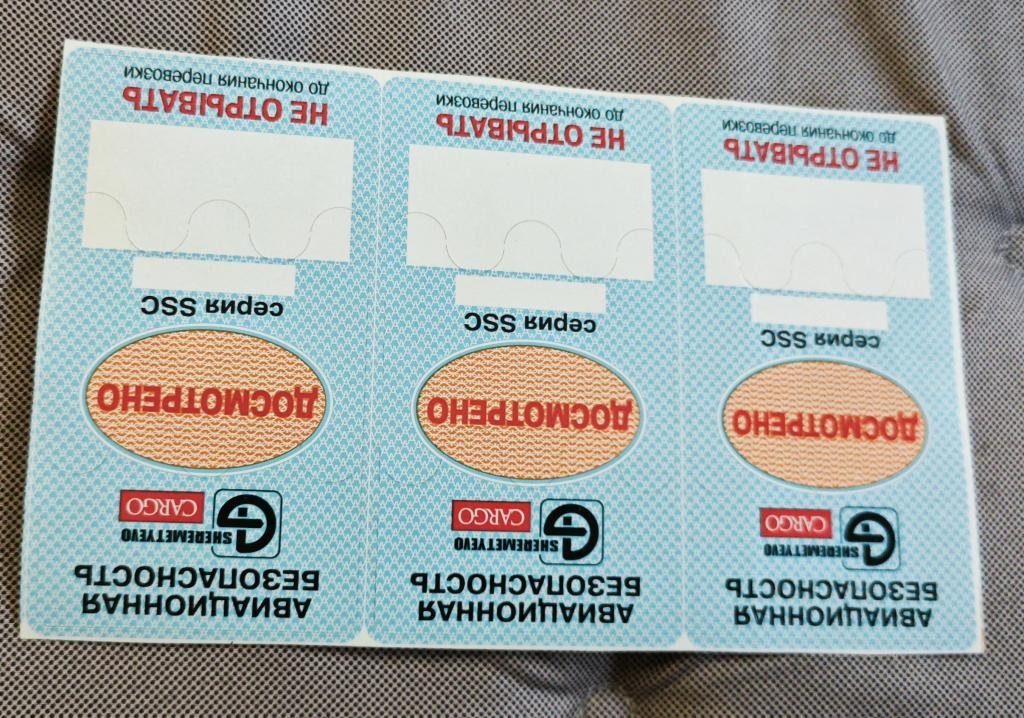 АВИАЦИОННАЯ
БЕЗОПАСНОСТЬ
SHEREMETYEVO
CARGO
ДОСМОТРЕНО
серия SSC
НЕ ОТРЫВАТЬ
до окончания перевозки
АВИАЦИОННАЯ
БЕЗОПАСНОСТЬ
SHEREMETYEVO
CARGO
ДОСМОТРЕНО
серия SSC
НЕ ОТРЫВАТЬ
до окончания перевозки
АВИАЦИОННАЯ
БЕЗОПАСНОСТЬ
SHEREMETYEVO
CARGO
ДОСМОТРЕНО
серия SSC
НЕ ОТРЫВАТЬ
до окончания перевозки